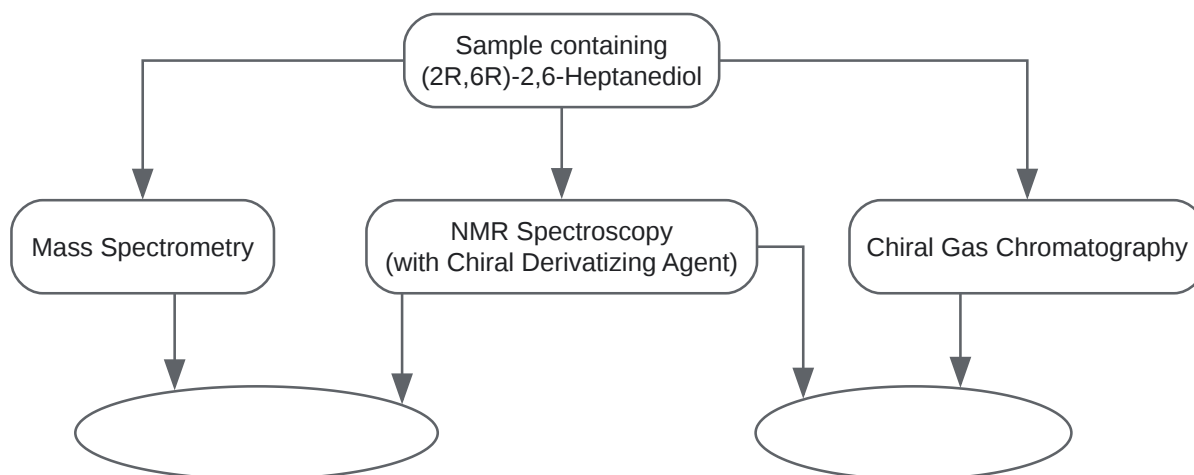 Sample containing
(2R,6R)-2,6-Heptanediol
Mass Spectrometry
NMR Spectroscopy
(with Chiral Derivatizing Agent)
Chiral Gas Chromatography